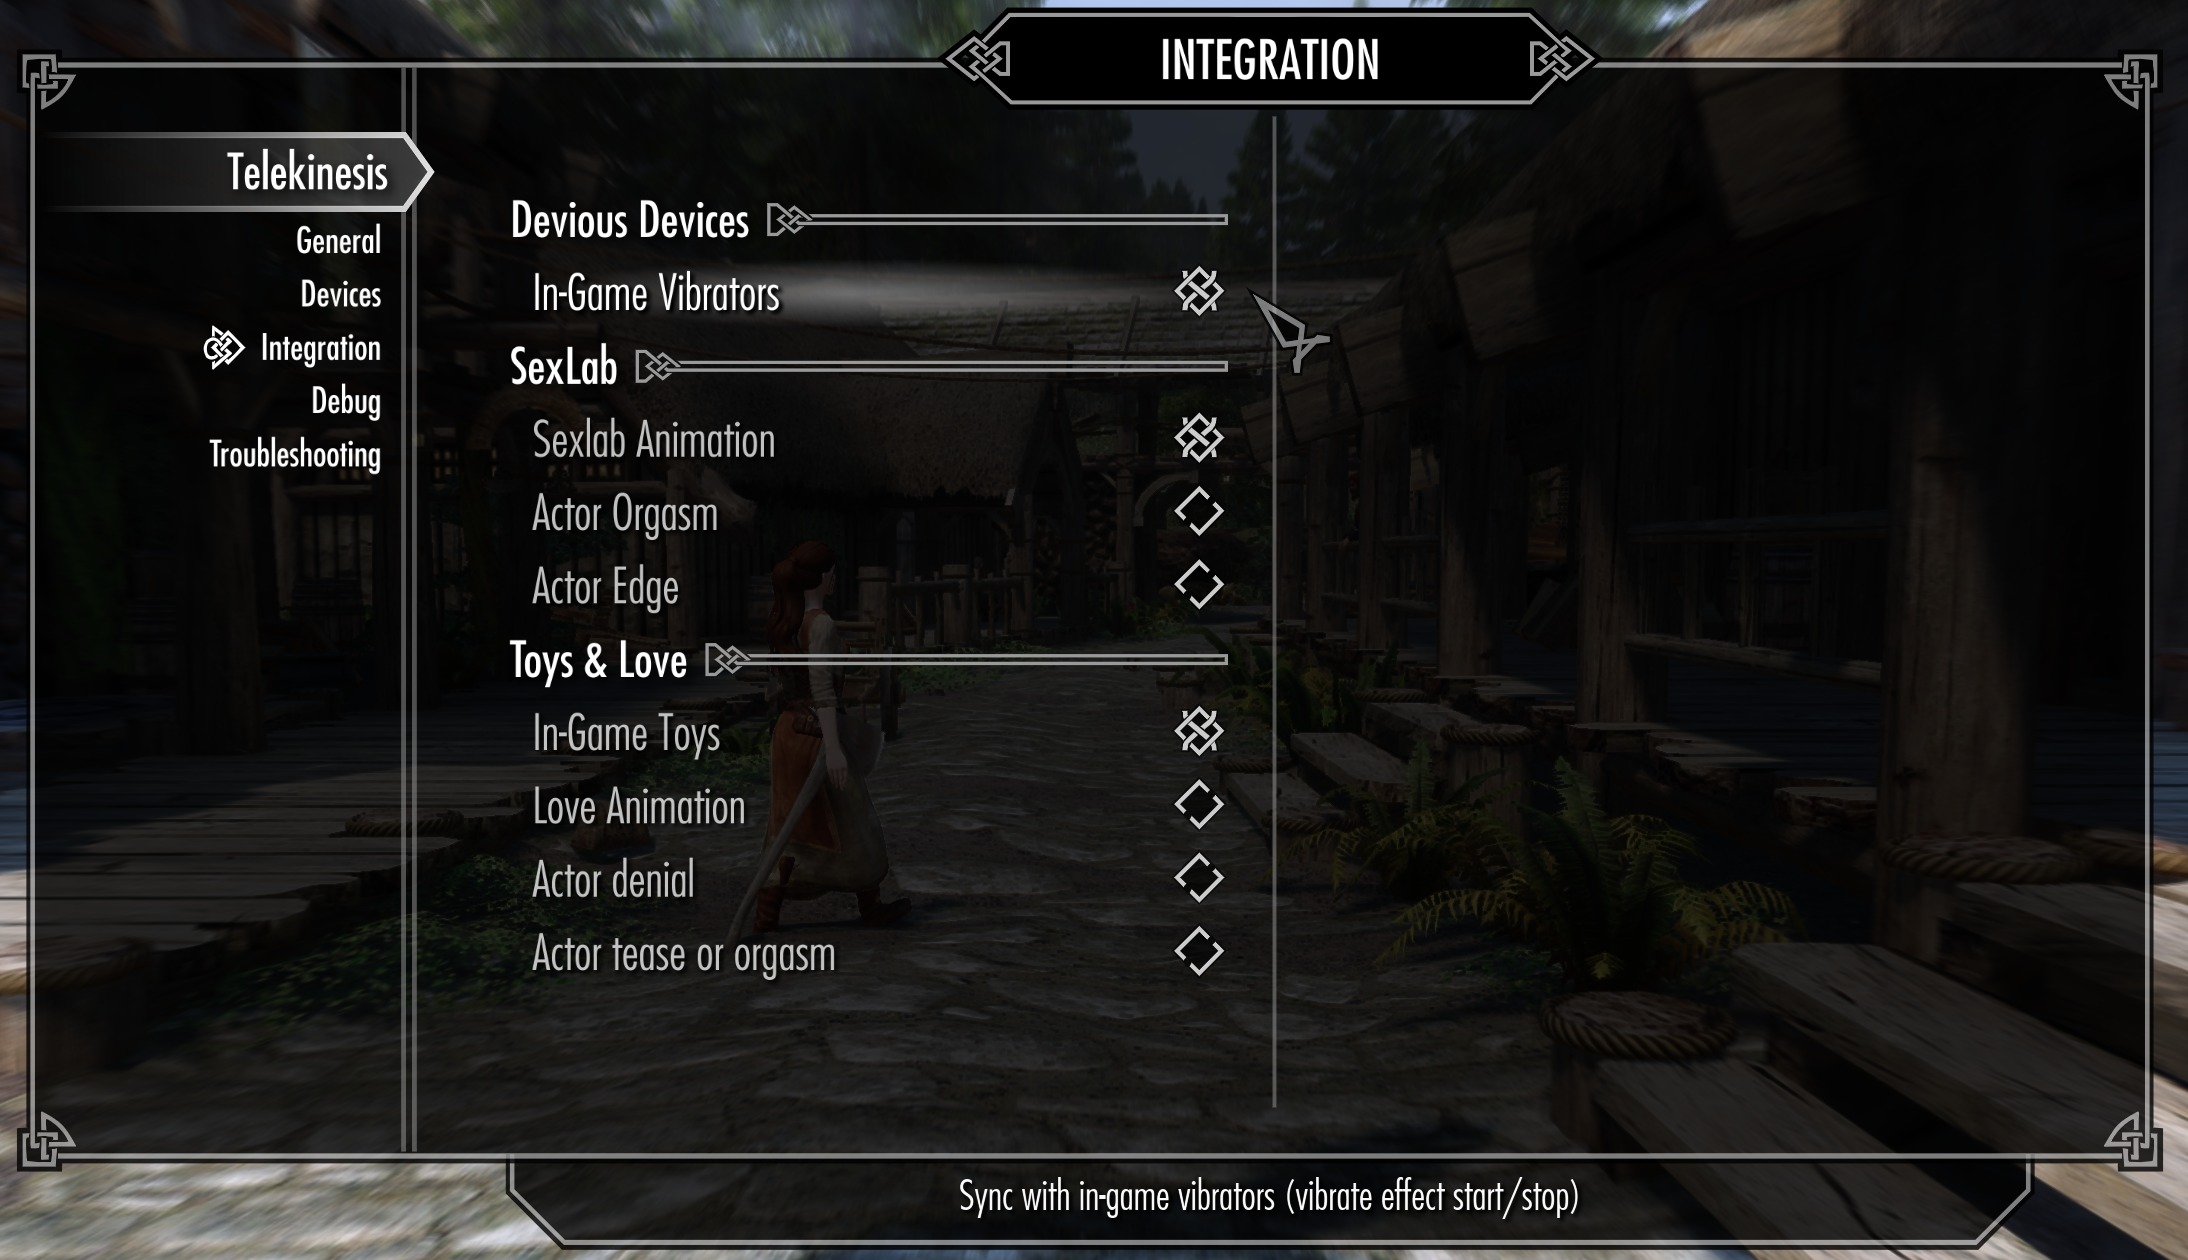 INTEGRATION
Telekinesis
General
Devices
Integration
Debug
Troubleshooting
Devious Devices
In-Game Vibrators
SexLab
Sexlab Animation
Actor Orgasm
Actor Edge
Toys & Love
In-Game Toys
Love Animation
Actor denial
Actor tease or orgasm
Sync with in-game vibrators (vibrate effect start/stop)